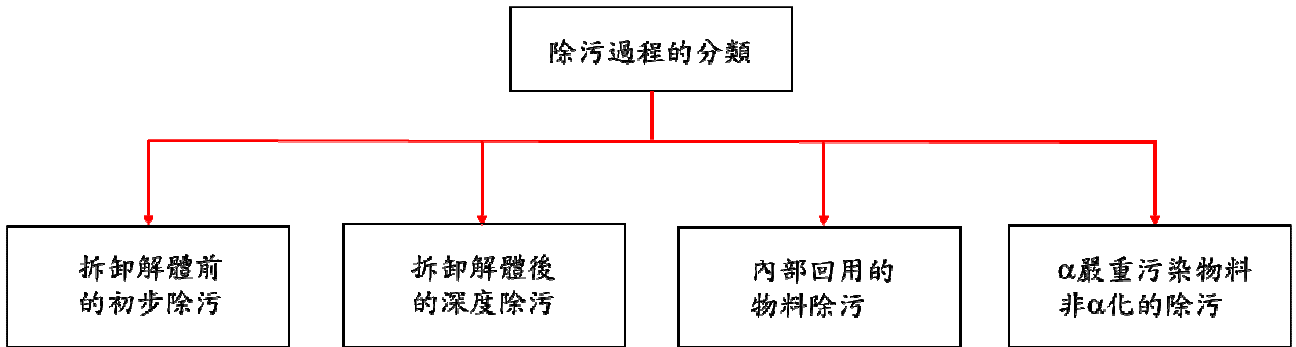 除污過程的分類
拆卸解體前
的初步除污
拆卸解體後
的深度除污
內部回用的
物料除污
α嚴重污染物料
非α化的除污